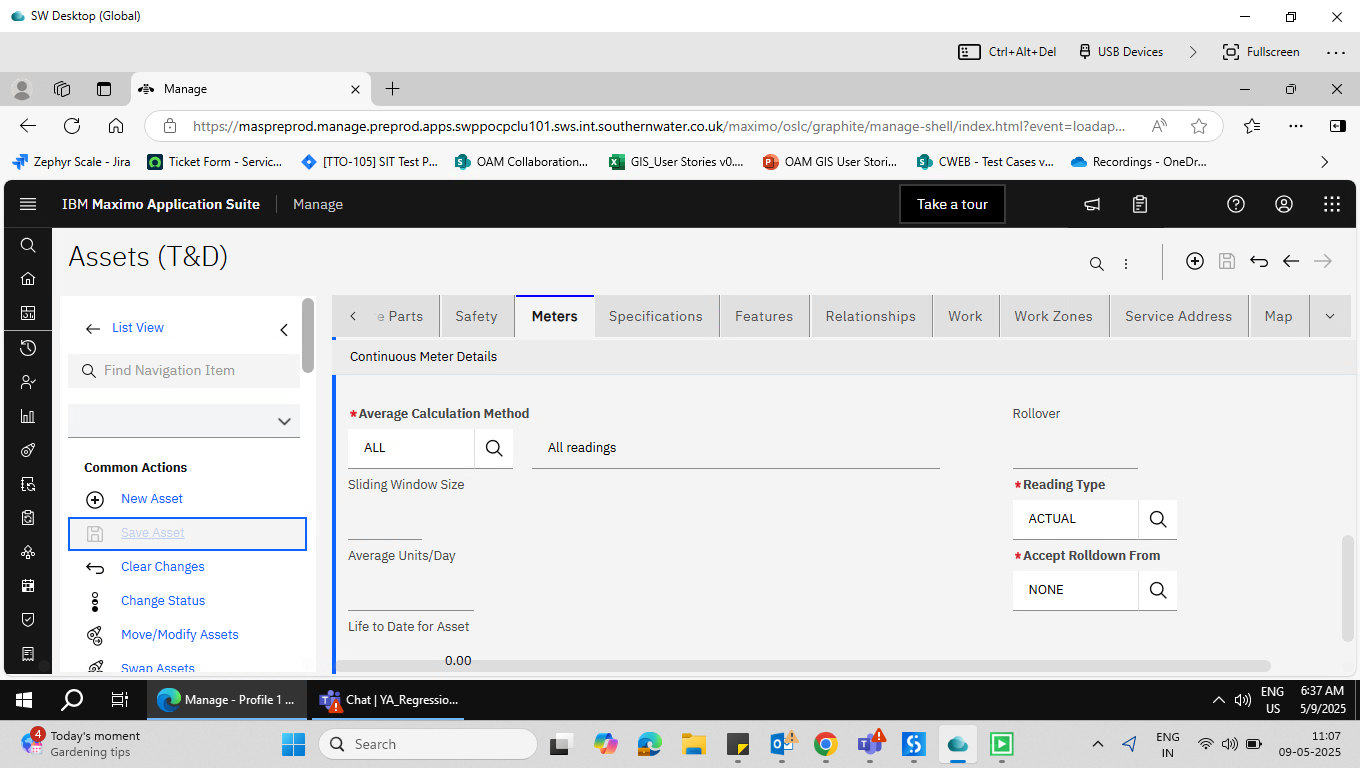 SW Desktop (Global)
Ctrl+Alt+Del
USB Devices
Fullscreen
Manage
https://maspreprod.manage.preprod.apps.swppocpclu101.sws.int.southernwater.co.uk/maximo/oslc/graphite/manage-shell/index.html?event=loadap...
Zephyr Scale - Jira
Ticket Form - Servic...
[TTO-105] SIT Test P...
OAM Collaboration...
GIS_User Stories v0....
OAM GIS User Stori...
CWEB - Test Cases v...
Recordings - OneDr...
IBM Maximo Application Suite
Manage
Take a tour
Assets (T&D)
List View
Find Navigation Item
Common Actions
New Asset
Save Asset
Clear Changes
Change Status
Move/Modify Assets
Swap Assets
e Parts
Safety
Meters
Specifications
Features
Relationships
Work
Work Zones
Service Address
Map
Continuous Meter Details
*Average Calculation Method
ALL
All readings
Rollover
Sliding Window Size
*Reading Type
ACTUAL
Average Units/Day
*Accept Rolldown From
NONE
Life to Date for Asset
0.00
Manage - Profile 1 ...
Chat | YA_Regressio...
ENG
US
6:37 AM
5/9/2025
4
Today's moment
Gardening tips
Search
ENG
IN
11:07
09-05-2025